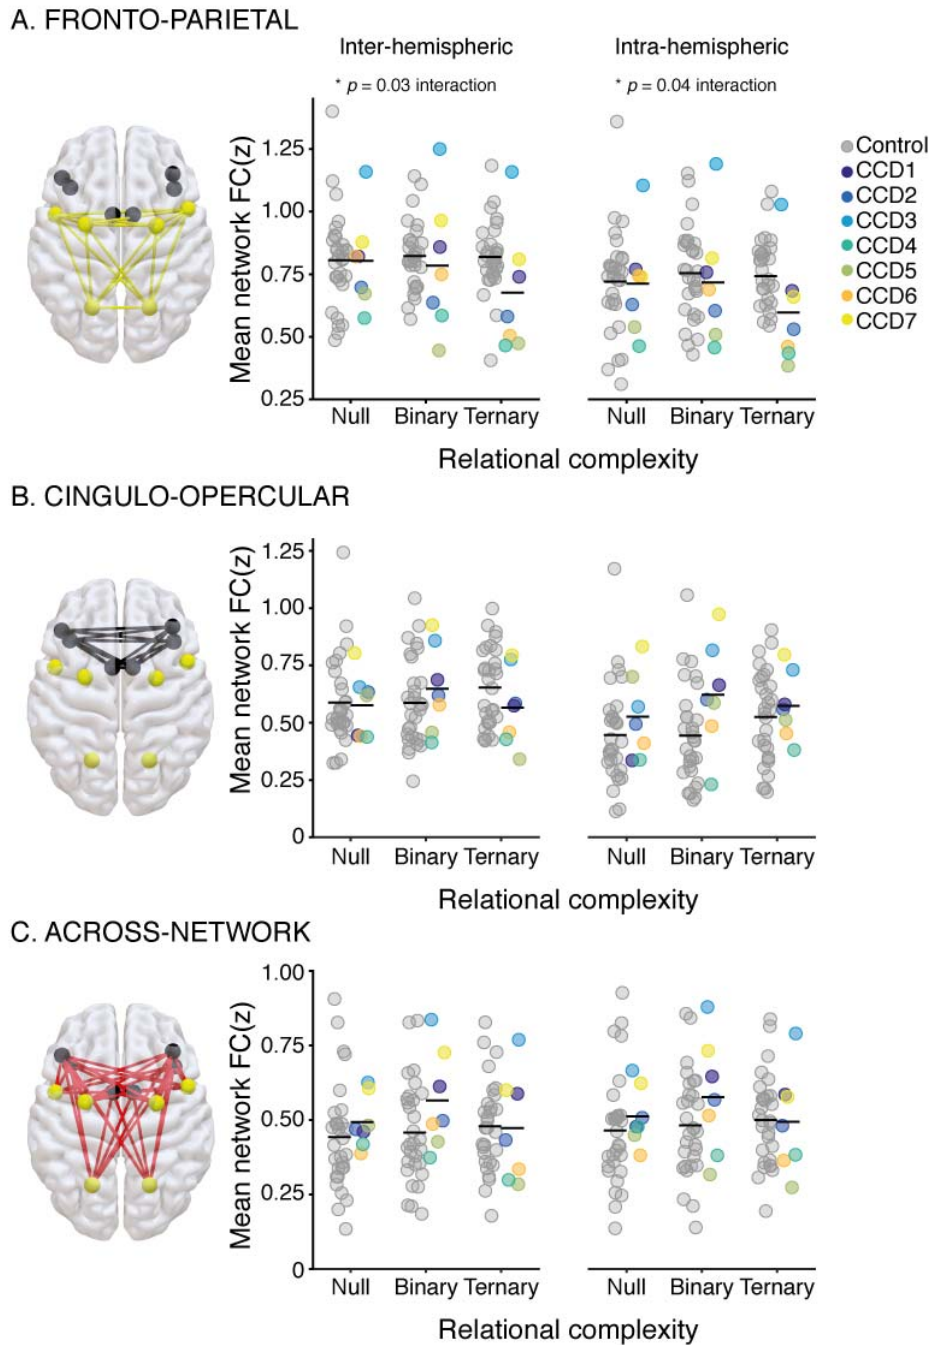 A. FRONTO-PARIETAL
Inter-hemispheric
Intra-hemispheric
* p = 0.03 interaction
* p = 0.04 interaction
Mean network FC(z)
1.25
1.00
0.75
0.50
0.25
Null Binary Ternary
Null Binary Ternary
Relational complexity
Control
CCD1
CCD2
CCD3
CCD4
CCD5
CCD6
CCD7
B. CINGULO-OPERCULAR
Mean network FC(z)
1.25
1.00
0.75
0.50
0.25
0
Null Binary Ternary
Null Binary Ternary
Relational complexity
C. ACROSS-NETWORK
Mean network FC(z)
1.00
0.75
0.50
0.25
0
Null Binary Ternary
Null Binary Ternary
Relational complexity